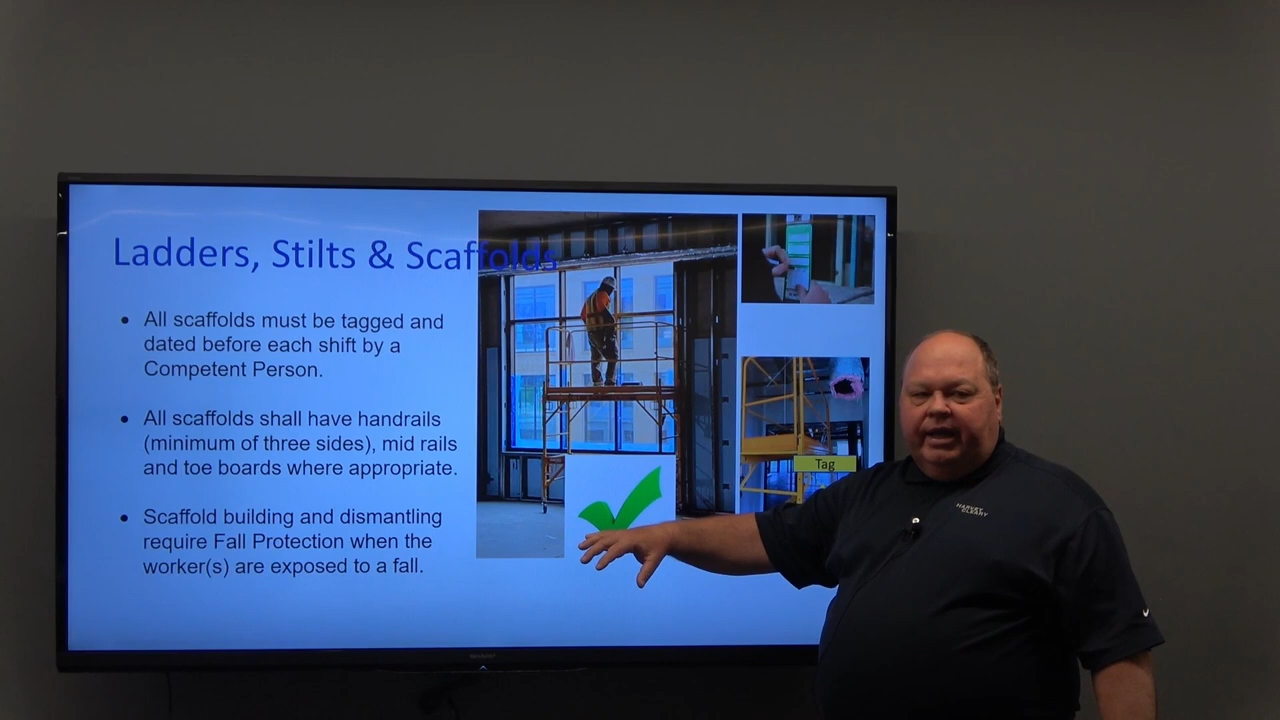 Ladders, Stilts & Scaffolds
All scaffolds must be tagged and
dated before each shift by a
Competent Person.
All scaffolds shall have handrails
(minimum of three sides), mid rails
and toe boards where appropriate.
Scaffold building and dismantling
require Fall Protection when the
worker(s) are exposed to a fall.
Tag
HARVEY
CLEARY